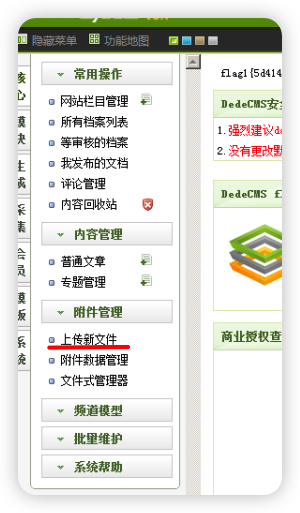 隐藏菜单 功能地图
核心
模块
生成
采集
会员
模板
系统
常用操作
网站栏目管理
所有档案列表
等审核的档案
我发布的文档
评论管理
内容回收站
内容管理
普通文章
专题管理
附件管理
上传新文件
附件数据管理
文件式管理器
频道模型
批量维护
系统帮助
flag1{5d414
DedeCMS安
1.强烈建议de
2.没有更改默
DedeCMS f
商业授权查